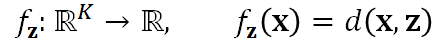 f_𝐳: ℝ^K → ℝ, f_𝐳(𝐱) = d(𝐱, 𝐳)